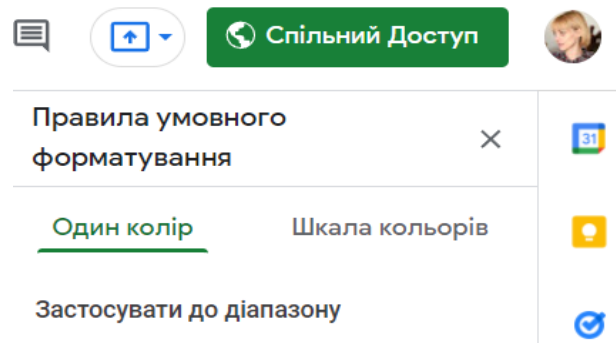 Спільний Доступ
Правила умовного
форматування
31
Один колір
Шкала кольорів
Застосувати до діапазону